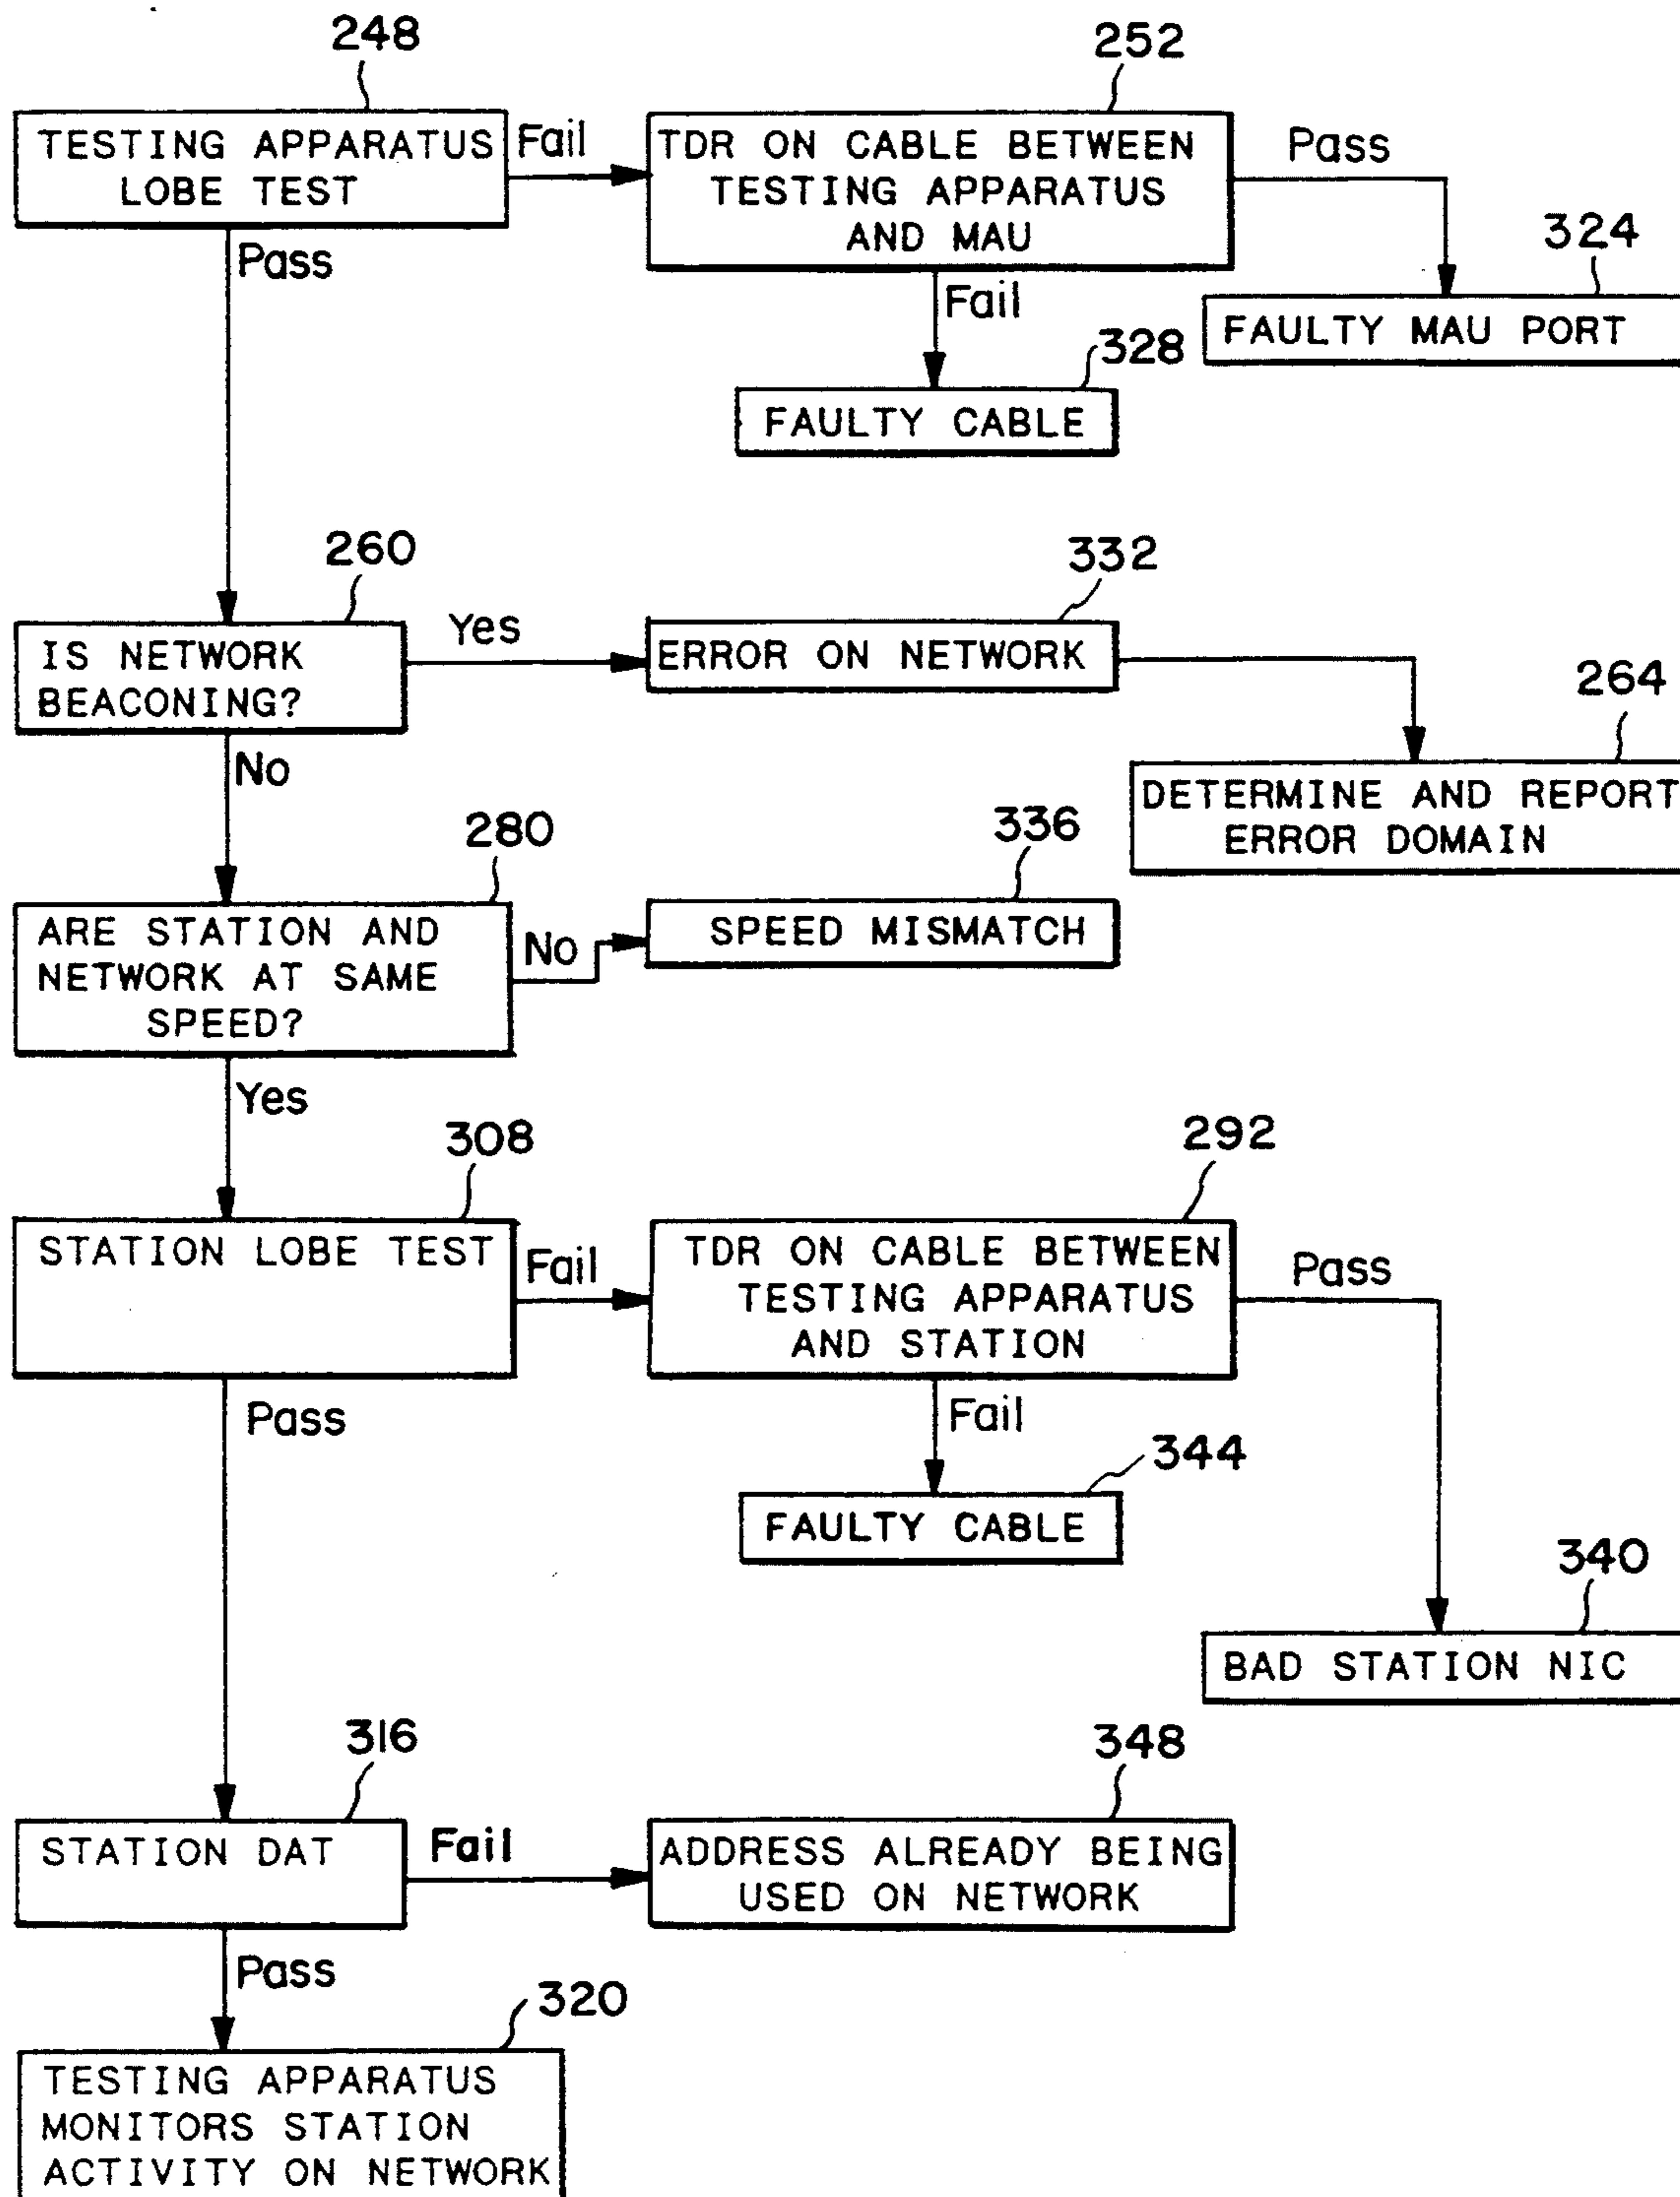 248
252
TESTING APPARATUS
LOBE TEST
Fail
TDR ON CABLE BETWEEN
TESTING APPARATUS
AND MAU
Pass
324
Pass
Fail
FAULTY MAU PORT
328
FAULTY CABLE
260
332
IS NETWORK
BEACONING?
Yes
ERROR ON NETWORK
264
No
DETERMINE AND REPORT
ERROR DOMAIN
280
336
ARE STATION AND
NETWORK AT SAME
SPEED?
No
SPEED MISMATCH
Yes
308
292
STATION LOBE TEST
Fail
TDR ON CABLE BETWEEN
TESTING APPARATUS
AND STATION
Pass
Pass
Fail
344
FAULTY CABLE
340
BAD STATION NIC
316
348
STATION DAT
Fail
ADDRESS ALREADY BEING
USED ON NETWORK
Pass
320
TESTING APPARATUS
MONITORS STATION
ACTIVITY ON NETWORK